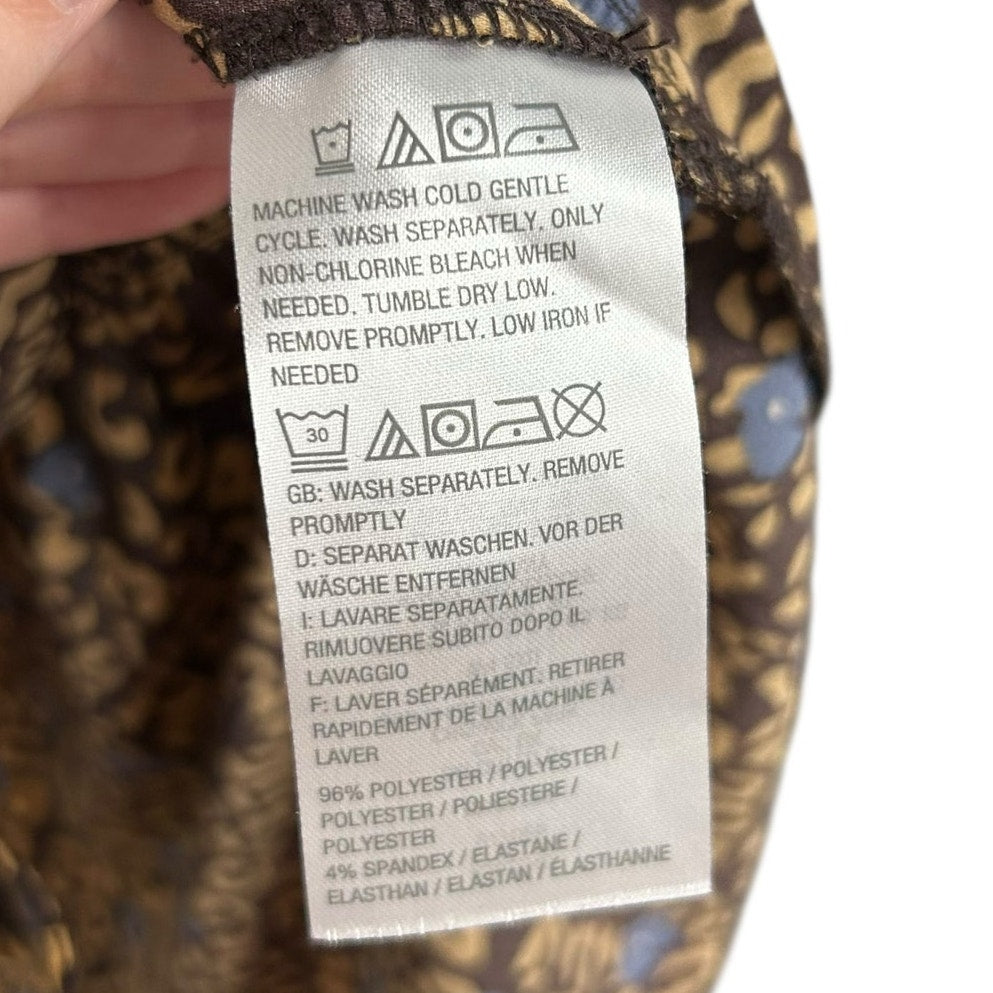 MACHINE WASH COLD GENTLE
CYCLE. WASH SEPARATELY. ONLY
NON-CHLORINE BLEACH WHEN
NEEDED. TUMBLE DRY LOW.
REMOVE PROMPTLY. LOW IRON IF
NEEDED
30
GB: WASH SEPARATELY. REMOVE
PROMPTLY
D: SEPARAT WASCHEN. VOR DER
WÄSCHE ENTFERNEN
I: LAVARE SEPARATAMENTE.
RIMUOVERE SUBITO DOPO IL
LAVAGGIO
F: LAVER SÉPARÉMENT. RETIRER
RAPIDEMENT DE LA MACHINE À
LAVER
96% POLYESTER / POLYESTER /
POLYESTER / POLIESTERE /
POLYESTER
4% SPANDEX / ELASTANE /
ELASTHAN / ELASTAN / ÉLASTHANNE